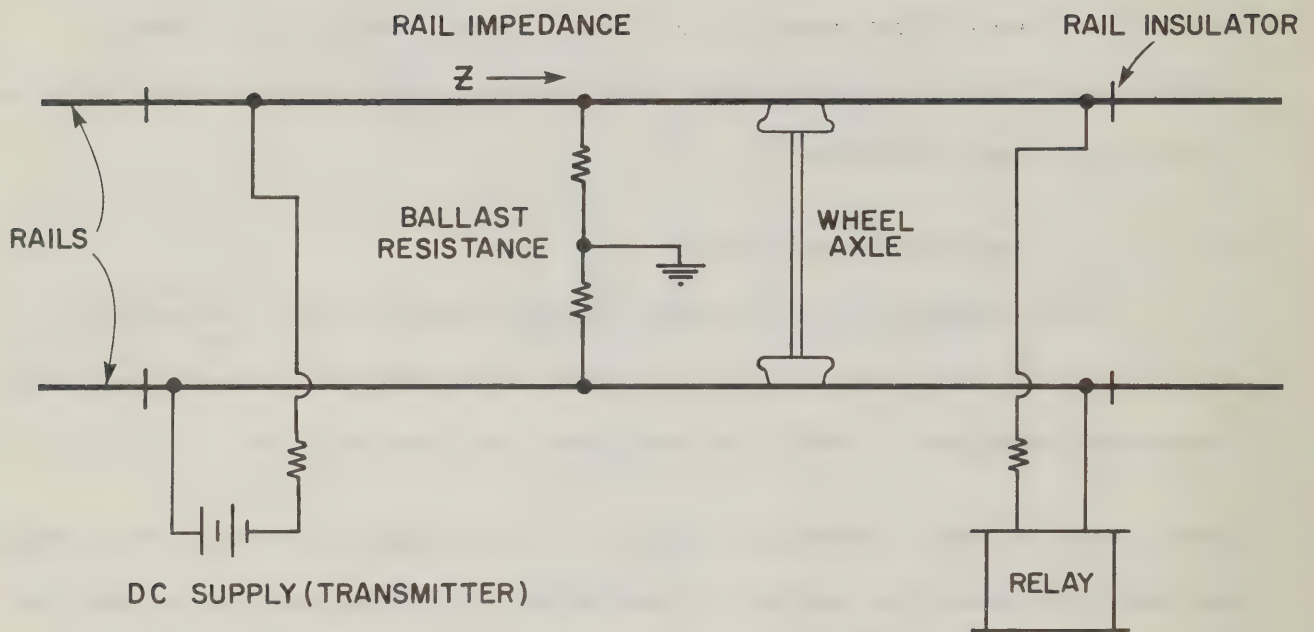 RAIL IMPEDANCE
RAIL INSULATOR
Z
RAILS
BALLAST
RESISTANCE
WHEEL
AXLE
DC SUPPLY (TRANSMITTER)
RELAY